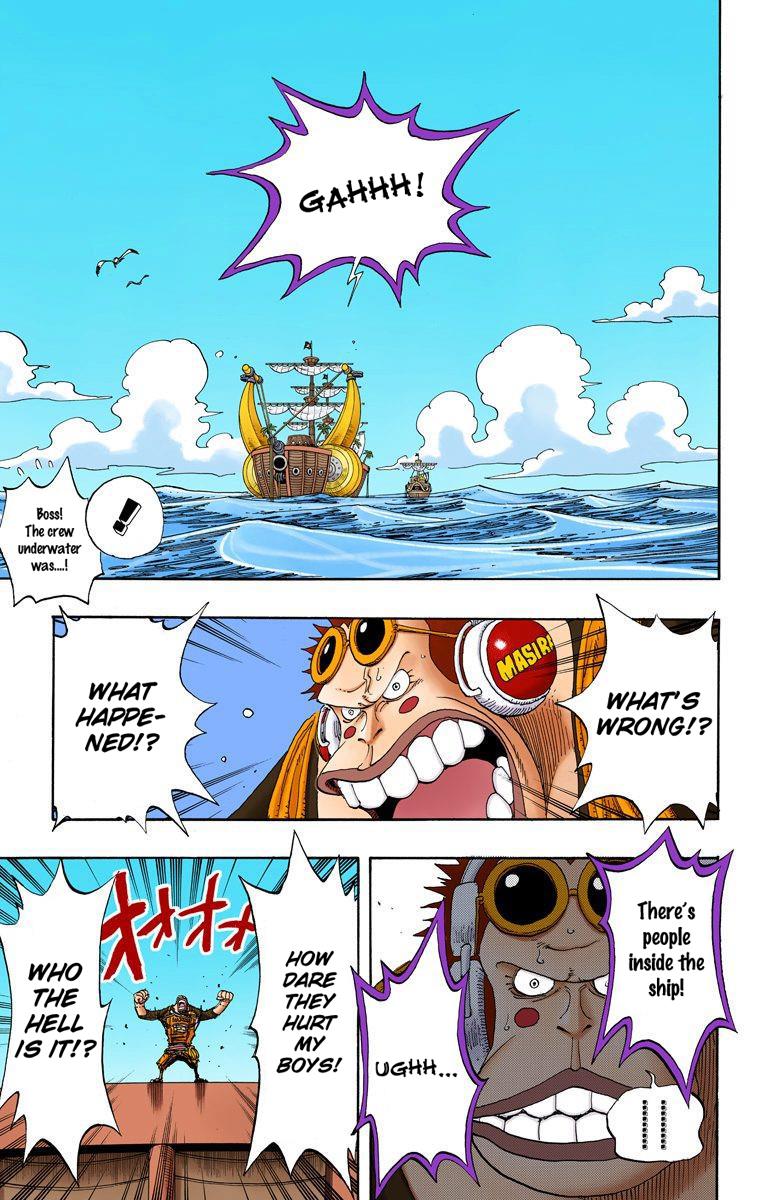 GAHHH!
!
Boss!
The crew
underwater
was....!
WHAT'S
WRONG!?
MASIRA
WHAT
HAPPE-
NED!?
There's
people
inside the
ship!
!!
UGHH...
HOW
DARE
THEY
HURT
MY
BOYS!
オオオオ
WHO
THE
HELL
IS IT!?